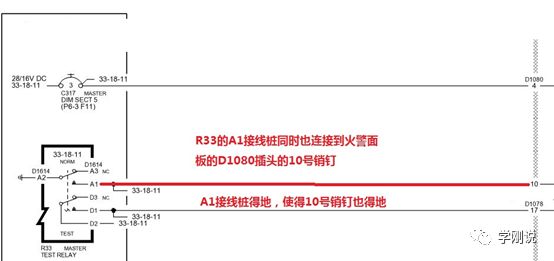 28/16V DC
33-18-11
3
33-18-11
C317 MASTER
DIM SECT 5
(P6-3 F11)
D1080
4
R33的A1接线桩同时也连接到火警面
板的D1080插头的10号销钉
33-18-11
NORM
D1614
D1614
A2
A3 NC
A1
33-18-11
10
A1接线桩得地，使得10号销钉也得地
D3 NC
D1
33-18-11
D1078
17
D2
33-18-11
TEST
R33 MASTER
TEST RELAY
学刚说